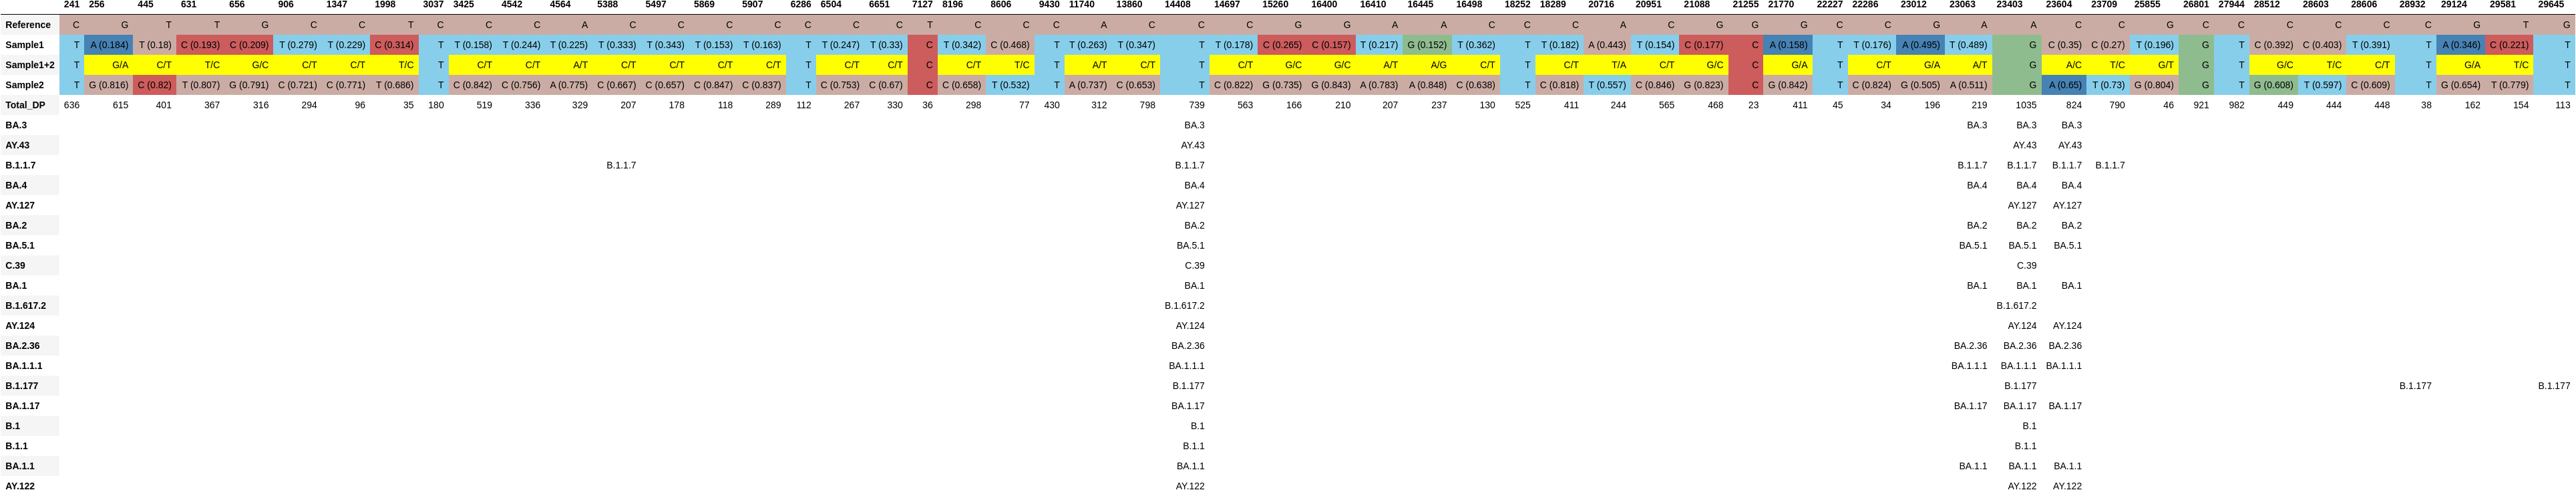 241 256 445 631 656 906 1347 1998 3037 3425 4542 4564 5388 5497 5869 5907 6286 6504 6651 7127 8196 8606 9430 11740 13860 14408 14697 15260 16400 16410 16445 16498 18252 18289 20716 20951 21088 21255 21770 22227 22286 23012 23063 23403 23604 23709 25855 26801 27944 28512 28603 28606 28932 29124 29581 29645
Reference C G T T G C C T C C C A C C C C C C C T C C C A C C C G G A A C C C A C G G G C C G A A C C G C C C C C C G T G
Sample1 T A (0.184) T (0.18) C (0.193) C (0.209) T (0.279) T (0.229) C (0.314) T T (0.158) T (0.244) T (0.225) T (0.333) T (0.343) T (0.153) T (0.163) T T (0.247) T (0.33) C T (0.342) C (0.468) T T (0.263) T (0.347) T T (0.178) C (0.265) C (0.157) T (0.217) G (0.152) T (0.362) T T (0.182) A (0.443) T (0.154) C (0.177) C A (0.158) T T (0.176) A (0.495) T (0.489) G C (0.35) C (0.27) T (0.196) G T C (0.392) C (0.403) T (0.391) T A (0.346) C (0.221) T
Sample1+2 T G/A C/T T/C G/C C/T C/T T/C T C/T C/T A/T C/T C/T C/T C/T T C/T C/T C C/T T/C T A/T C/T T C/T G/C G/C A/T A/G C/T T C/T T/A C/T G/C C G/A T C/T G/A A/T G A/C T/C G/T G T G/C T/C C/T T G/A T/C T
Sample2 T G (0.816) C (0.82) T (0.807) G (0.791) C (0.721) C (0.771) T (0.686) T C (0.842) C (0.756) A (0.775) C (0.667) C (0.657) C (0.847) C (0.837) T C (0.753) C (0.67) C C (0.658) T (0.532) T A (0.737) C (0.653) T C (0.822) G (0.735) G (0.843) A (0.783) A (0.848) C (0.638) T C (0.818) T (0.557) C (0.846) G (0.823) C G (0.842) T C (0.824) G (0.505) A (0.511) G A (0.65) T (0.73) G (0.804) G T G (0.608) T (0.597) C (0.609) T G (0.654) T (0.779) T
Total_DP 636 615 401 367 316 294 96 35 180 519 336 329 207 178 118 289 112 267 330 36 298 77 430 312 798 739 563 166 210 207 237 130 525 411 244 565 468 23 411 45 34 196 219 1035 824 790 46 921 982 449 444 448 38 162 154 113
BA.3 BA.3 BA.3 BA.3 BA.3
AY.43 AY.43 AY.43 AY.43
B.1.1.7 B.1.1.7 B.1.1.7 B.1.1.7 B.1.1.7 B.1.1.7 B.1.1.7
BA.4 BA.4 BA.4 BA.4 BA.4
AY.127 AY.127 AY.127 AY.127
BA.2 BA.2 BA.2 BA.2 BA.2
BA.5.1 BA.5.1 BA.5.1 BA.5.1 BA.5.1
C.39 C.39 C.39
BA.1 BA.1 BA.1 BA.1 BA.1
B.1.617.2 B.1.617.2 B.1.617.2
AY.124 AY.124 AY.124 AY.124
BA.2.36 BA.2.36 BA.2.36 BA.2.36 BA.2.36
BA.1.1.1 BA.1.1.1 BA.1.1.1 BA.1.1.1 BA.1.1.1
B.1.177 B.1.177 B.1.177 B.1.177 B.1.177
BA.1.17 BA.1.17 BA.1.17 BA.1.17 BA.1.17
B.1 B.1 B.1
B.1.1 B.1.1 B.1.1
BA.1.1 BA.1.1 BA.1.1 BA.1.1 BA.1.1
AY.122 AY.122 AY.122 AY.122